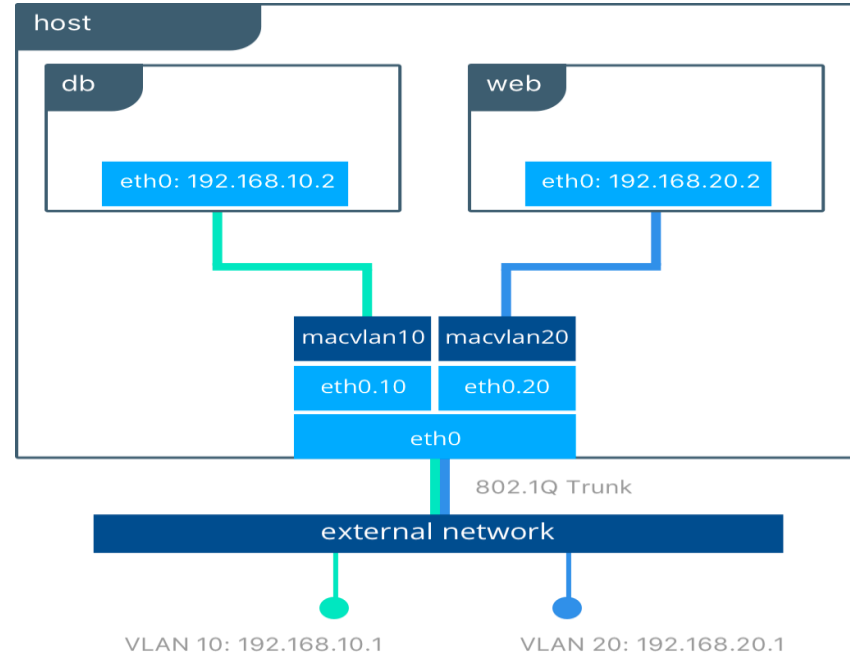 host
db
web
eth0: 192.168.10.2
eth0: 192.168.20.2
macvlan10
macvlan20
eth0.10
eth0.20
eth0
802.1Q Trunk
external network
VLAN 10: 192.168.10.1
VLAN 20: 192.168.20.1